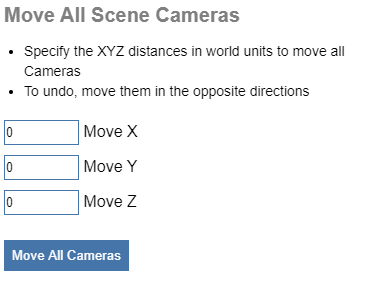 Move All Scene Cameras
• Specify the XYZ distances in world units to move all
Cameras
• To undo, move them in the opposite directions
0 Move X
0 Move Y
0 Move Z
Move All Cameras